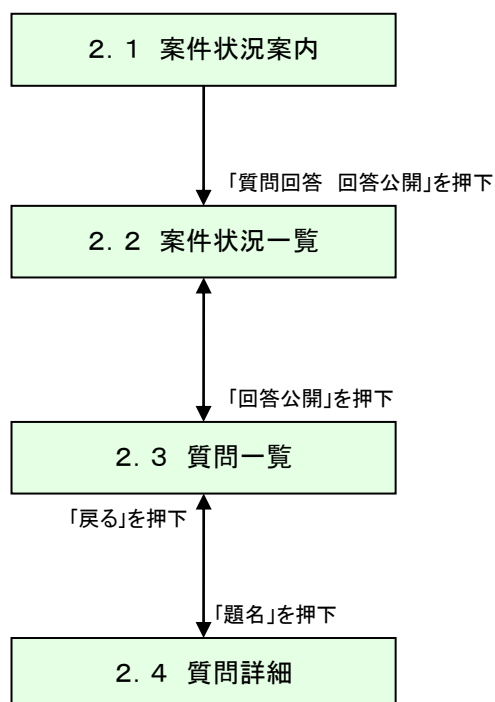 ２．１　案件状況案内
「質問回答　回答公開」を押下
２．２　案件状況一覧
「回答公開」を押下
２．３　質問一覧
「戻る」を押下
「題名」を押下
２．４　質問詳細